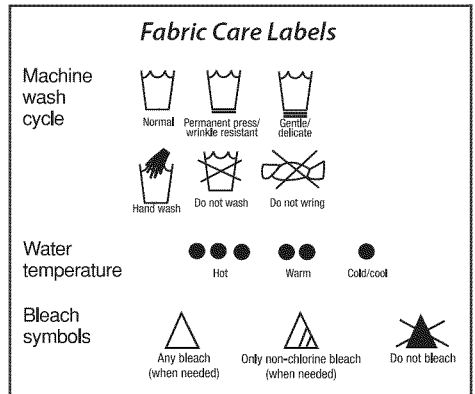 Fabric Care Labels
Machine
wash
cycle
Normal
Permanent press/
wrinkle resistant
Gentle/
delicate
Hand wash
Do not wash
Do not wring
Water
temperature
Hot
Warm
Cold/cool
Bleach
symbols
Any bleach
(when needed)
Only non-chlorine bleach
(when needed)
Do not bleach